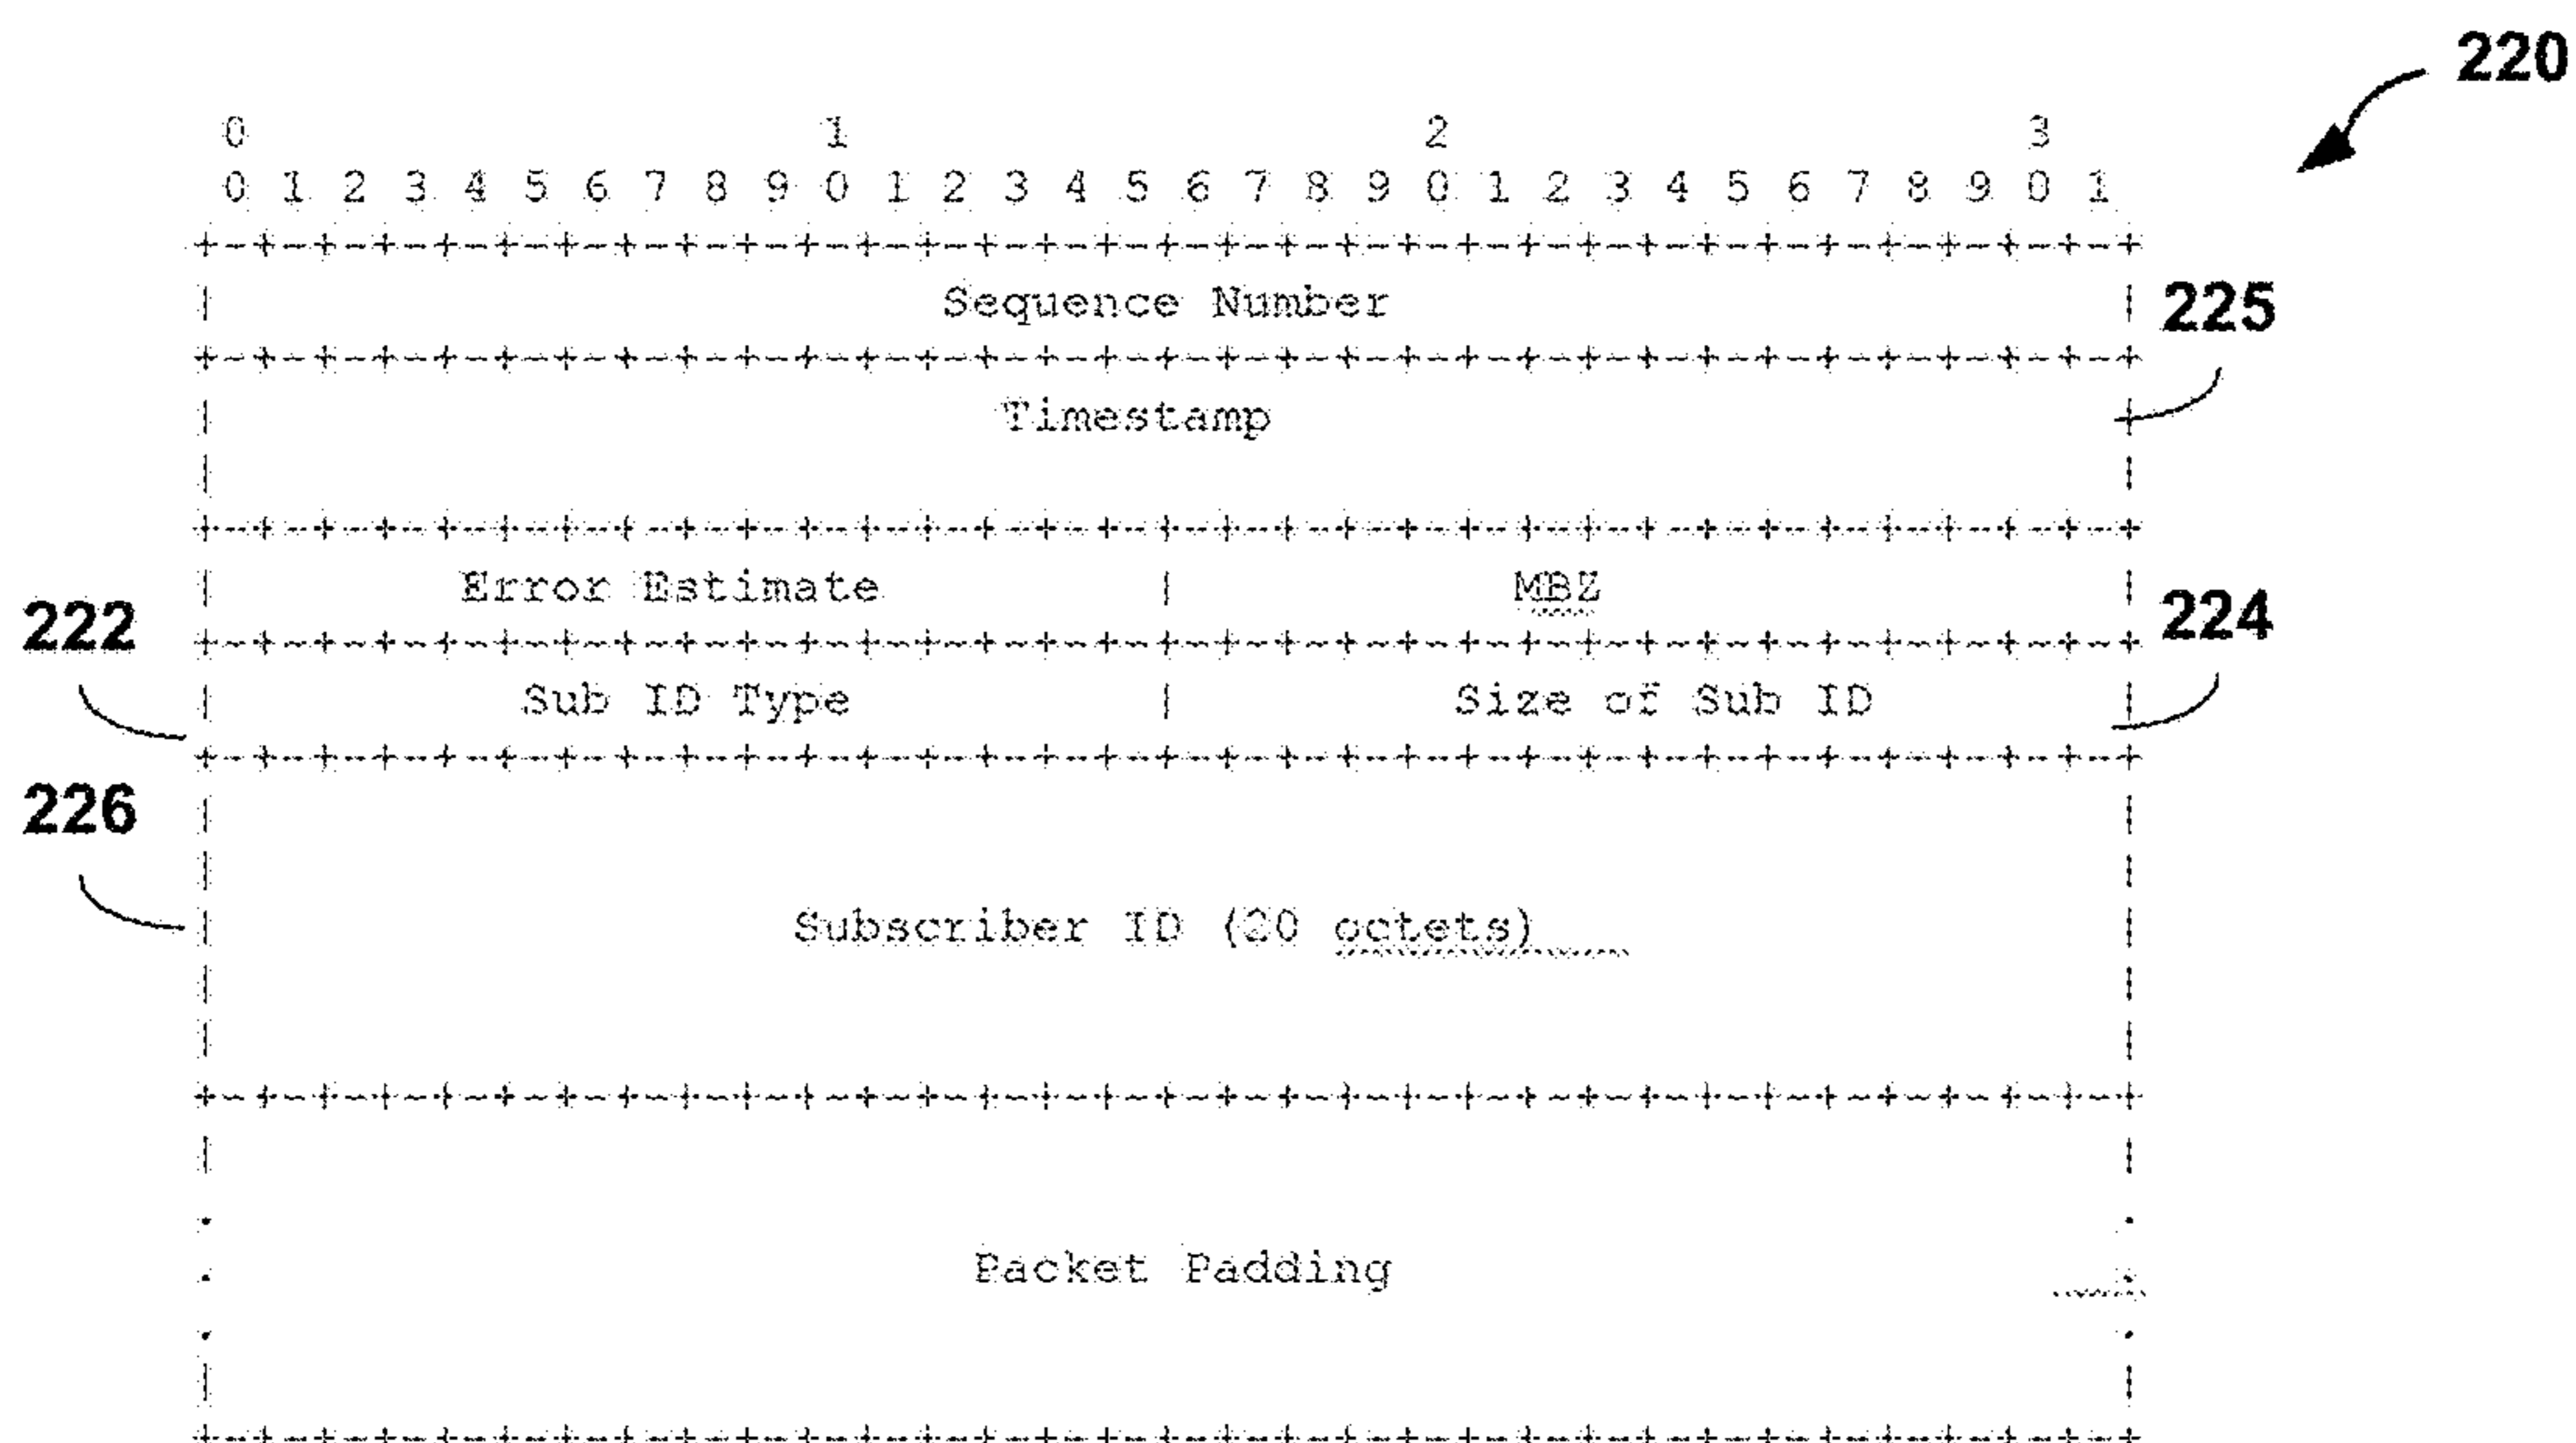 220
0 1 2 3
0 1 2 3 4 5 6 7 8 9 0 1 2 3 4 5 6 7 8 9 0 1 2 3 4 5 6 7 8 9 0 1
+-+-+-+-+-+-+-+-+-+-+-+-+-+-+-+-+-+-+-+-+-+-+-+-+-+-+-+-+-+-+-+-+
| Sequence Number |
225
+-+-+-+-+-+-+-+-+-+-+-+-+-+-+-+-+-+-+-+-+-+-+-+-+-+-+-+-+-+-+-+-+
| Timestamp +
| |
+-+-+-+-+-+-+-+-+-+-+-+-+-+-+-+-+-+-+-+-+-+-+-+-+-+-+-+-+-+-+-+-+
| Error Estimate | MBZ |
222 +-+-+-+-+-+-+-+-+-+-+-+-+-+-+-+-+-+-+-+-+-+-+-+-+-+-+-+-+-+-+-+-+ 224
| Sub ID Type | Size of Sub ID |
+-+-+-+-+-+-+-+-+-+-+-+-+-+-+-+-+-+-+-+-+-+-+-+-+-+-+-+-+-+-+-+-+
226 | |
| |
| Subscriber ID (20 octets) |
| |
| |
+-+-+-+-+-+-+-+-+-+-+-+-+-+-+-+-+-+-+-+-+-+-+-+-+-+-+-+-+-+-+-+-+
| |
. .
. Packet Padding .
. .
| |
+-+-+-+-+-+-+-+-+-+-+-+-+-+-+-+-+-+-+-+-+-+-+-+-+-+-+-+-+-+-+-+-+